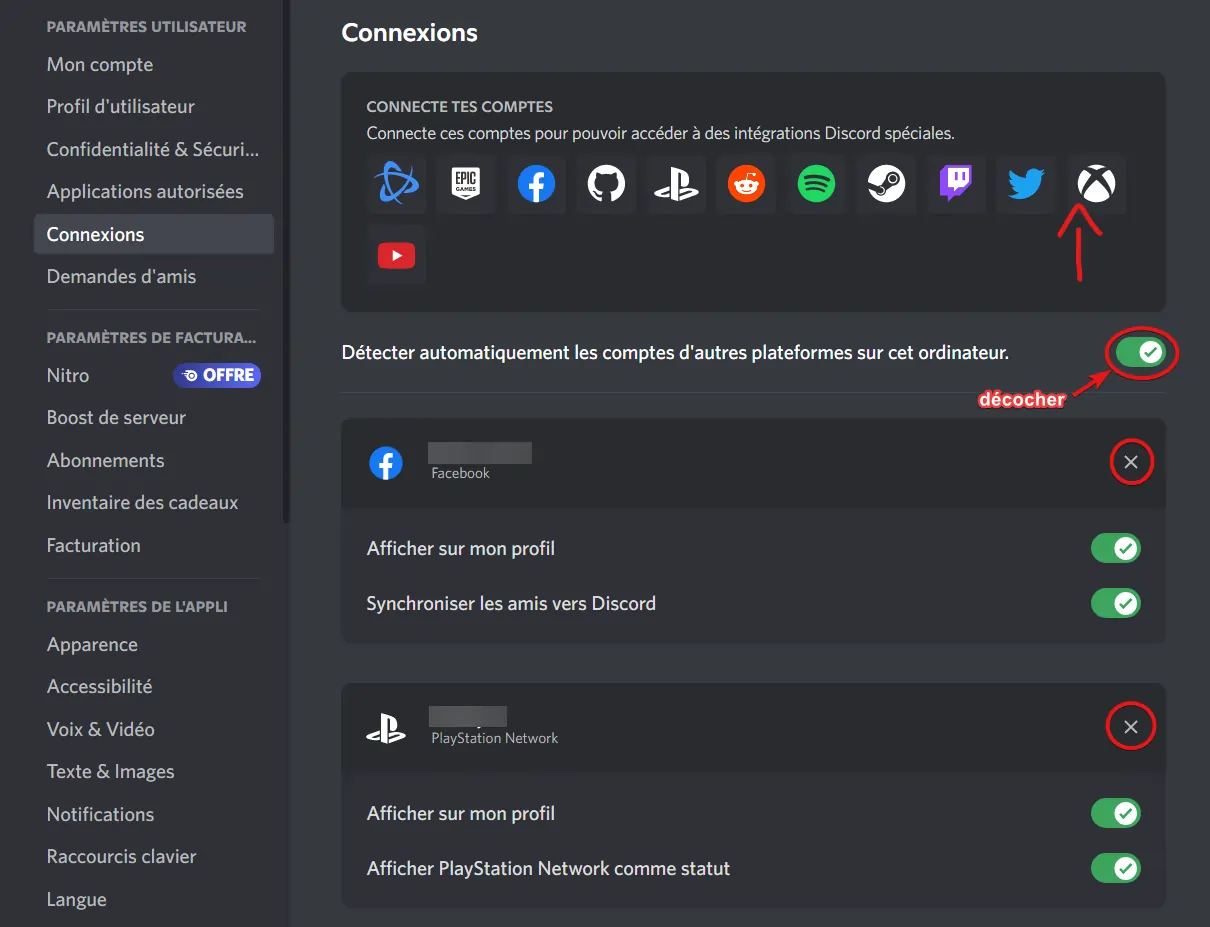 PARAMÈTRES UTILISATEUR
Mon compte
Profil d'utilisateur
Confidentialité & Sécuri...
Applications autorisées
Connexions
Demandes d'amis
PARAMÈTRES DE FACTURA...
Nitro
OFFRE
Boost de serveur
Abonnements
Inventaire des cadeaux
Facturation
PARAMÈTRES DE L'APPLI
Apparence
Accessibilité
Voix & Vidéo
Texte & Images
Notifications
Raccourcis clavier
Langue
Connexions
CONNECTE TES COMPTES
Connecte ces comptes pour pouvoir accéder à des intégrations Discord spéciales.
EPIC
GAMES
Détecter automatiquement les comptes d'autres plateformes sur cet ordinateur.
décocher
Facebook
Afficher sur mon profil
Synchroniser les amis vers Discord
PlayStation Network
Afficher sur mon profil
Afficher PlayStation Network comme statut